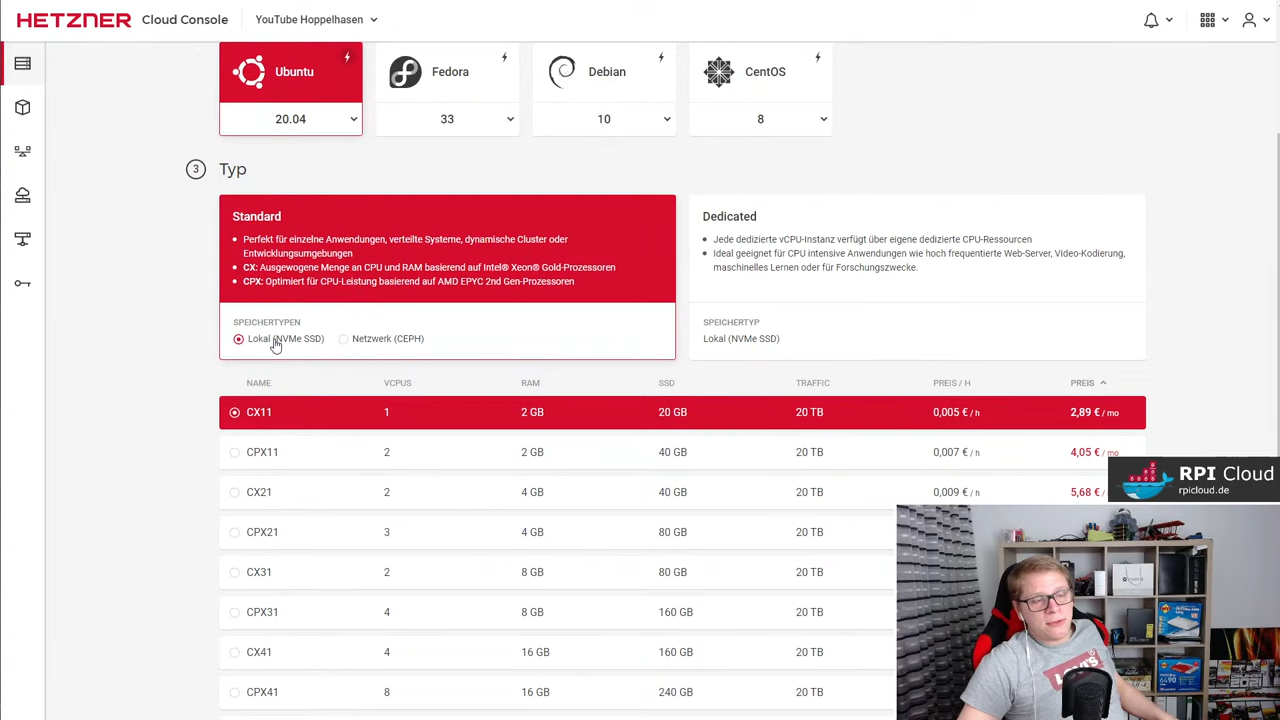 HETZNER Cloud Console YouTube Hoppelhasen
Ubuntu Fedora Debian CentOS
20.04 33 10 8
3 Typ
Standard
Perfekt für einzelne Anwendungen, verteilte Systeme, dynamische Cluster oder
Entwicklungsumgebungen
CX: Ausgewogene Menge an CPU und RAM basierend auf Intel® Xeon® Gold-Prozessoren
CPX: Optimiert für CPU-Leistung basierend auf AMD EPYC 2nd Gen-Prozessoren
SPEICHERTYPEN
Lokal (NVMe SSD) Netzwerk (CEPH)
Dedicated
Jede dedizierte vCPU-Instanz verfügt über eigene dedizierte CPU-Ressourcen
Ideal geeignet für CPU intensive Anwendungen wie hoch frequentierte Web-Server, Video-Kodierung,
maschinelles Lernen oder für Forschungszwecke.
SPEICHERTYP
Lokal (NVMe SSD)
NAME VCPUS RAM SSD TRAFFIC PREIS / H PREIS
CX11 1 2 GB 20 GB 20 TB 0,005 € / h 2,89 € / mo
CPX11 2 2 GB 40 GB 20 TB 0,007 € / h 4,05 € / mo
CX21 2 4 GB 40 GB 20 TB 0,009 € / h 5,68 € /
CPX21 3 4 GB 80 GB 20 TB
CX31 2 8 GB 80 GB 20 TB
CPX31 4 8 GB 160 GB 20 TB
CX41 4 16 GB 160 GB 20 TB
CPX41 8 16 GB 240 GB 20 TB
RPI Cloud
rpicloud.de
LEVI'S